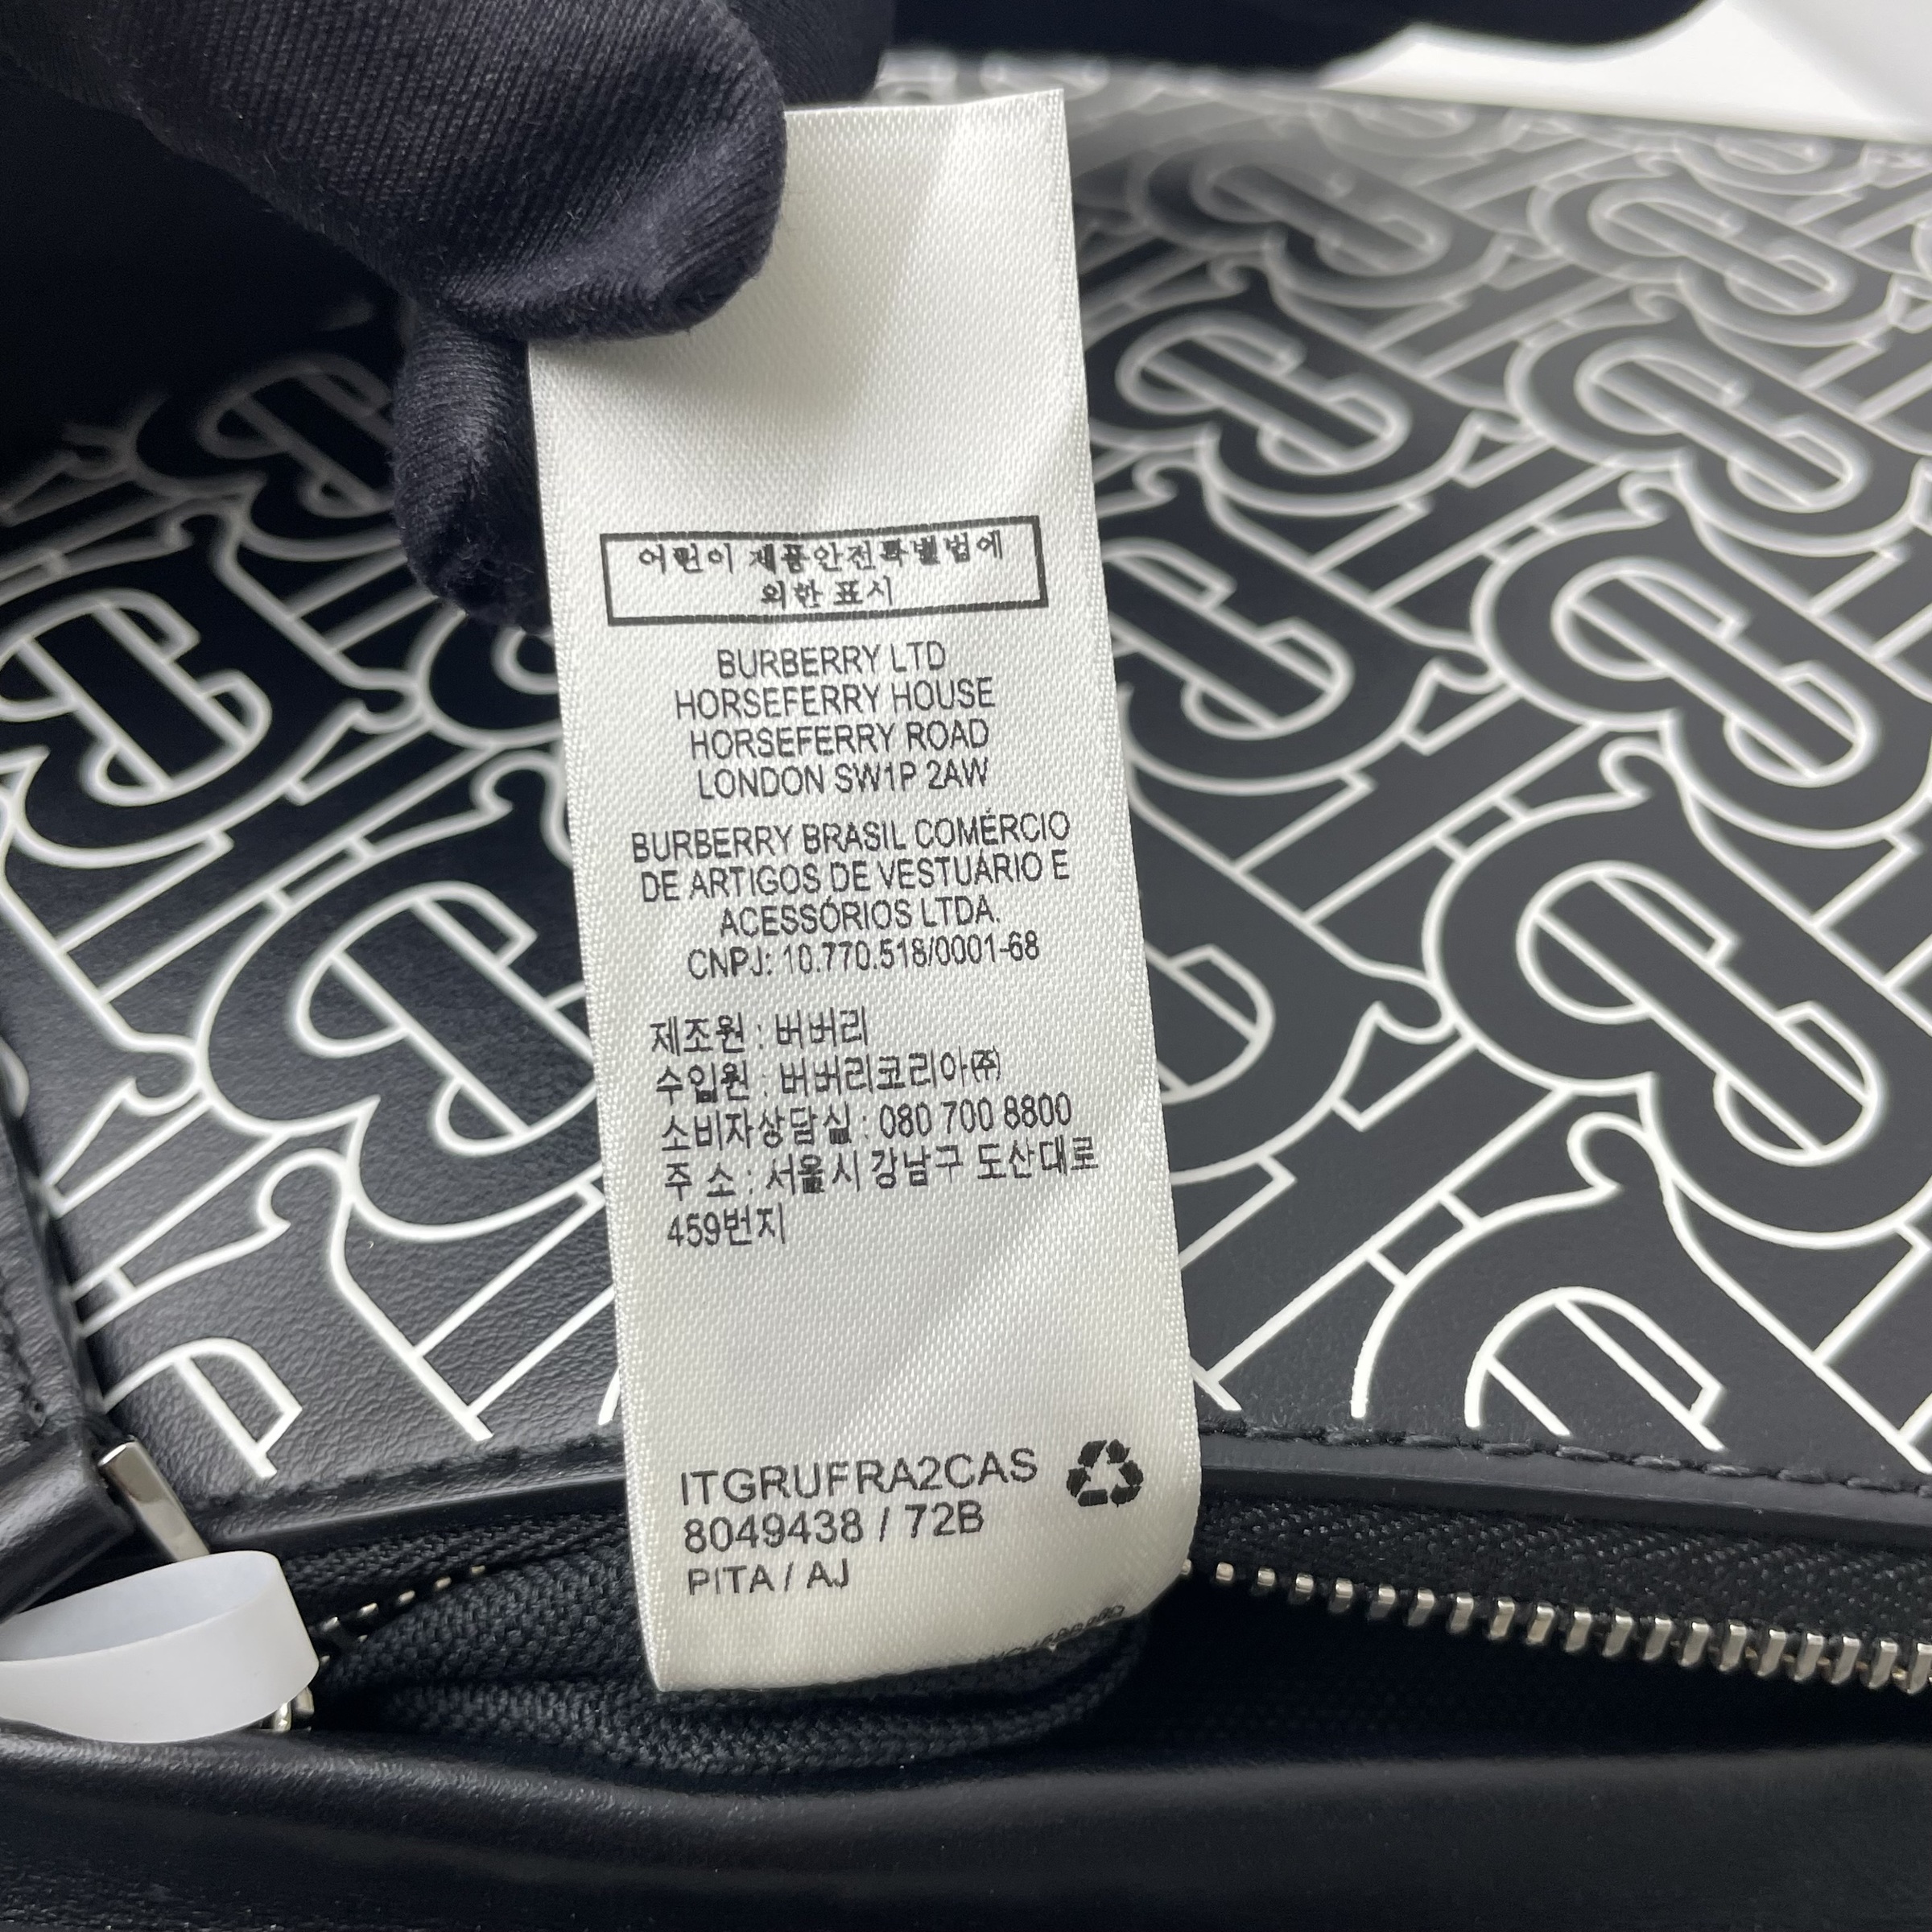 어린이 제품안전특별법에
의한 표시
BURBERRY LTD
HORSEFERRY HOUSE
HORSEFERRY ROAD
LONDON SW1P 2AW
BURBERRY BRASIL COMÉRCIO
DE ARTIGOS DE VESTUÁRIO E
ACESSÓRIOS LTDA.
CNPJ: 10.770.518/0001-68
제조원 : 버버리
수입원 : 버버리코리아㈜
소비자상담실 : 080 700 8800
주 소 : 서울시 강남구 도산대로
459번지
ITGRUFRA2CAS
8049438 / 72B
PITA / AJ